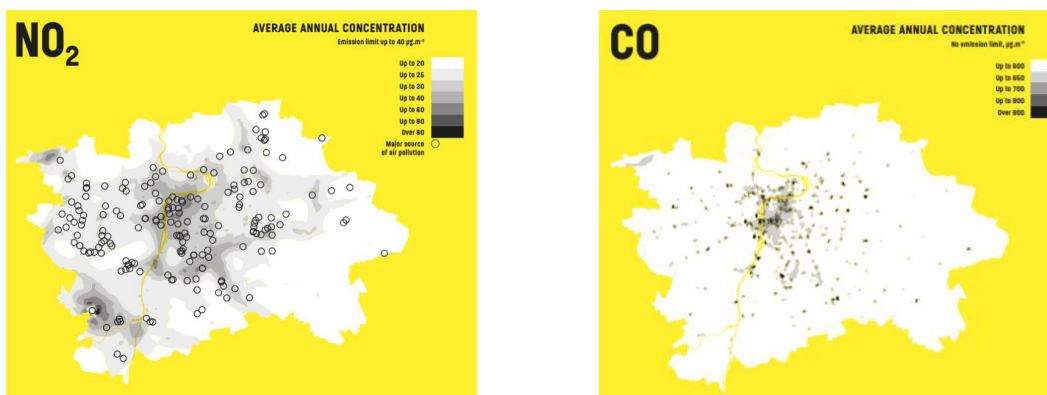 NO₂
AVERAGE ANNUAL CONCENTRATION
Emission limit up to 40 µg.m⁻³
Up to 20
Up to 25
Up to 30
Up to 40
Up to 60
Up to 80
Over 80
Major source
of air pollution
CO
AVERAGE ANNUAL CONCENTRATION
No emission limit, µg.m⁻³
Up to 600
Up to 650
Up to 700
Up to 800
Over 800